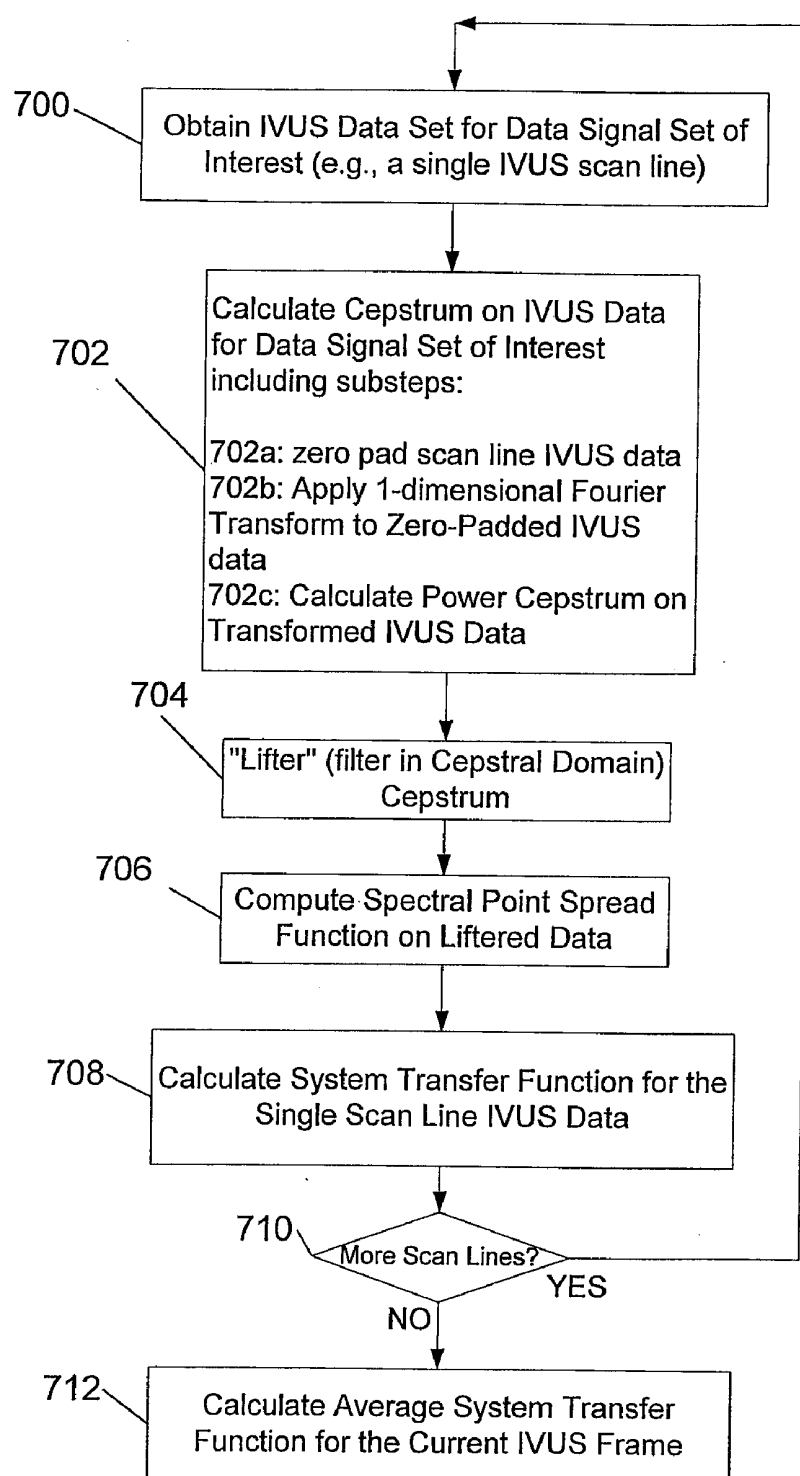 700
Obtain IVUS Data Set for Data Signal Set of
Interest (e.g., a single IVUS scan line)
702
Calculate Cepstrum on IVUS Data
for Data Signal Set of Interest
including substeps:
702a: zero pad scan line IVUS data
702b: Apply 1-dimensional Fourier
Transform to Zero-Padded IVUS
data
702c: Calculate Power Cepstrum on
Transformed IVUS Data
704
"Lifter" (filter in Cepstral Domain)
Cepstrum
706
Compute Spectral Point Spread
Function on Liftered Data
708
Calculate System Transfer Function for the
Single Scan Line IVUS Data
710
More Scan Lines?
YES
NO
712
Calculate Average System Transfer
Function for the Current IVUS Frame